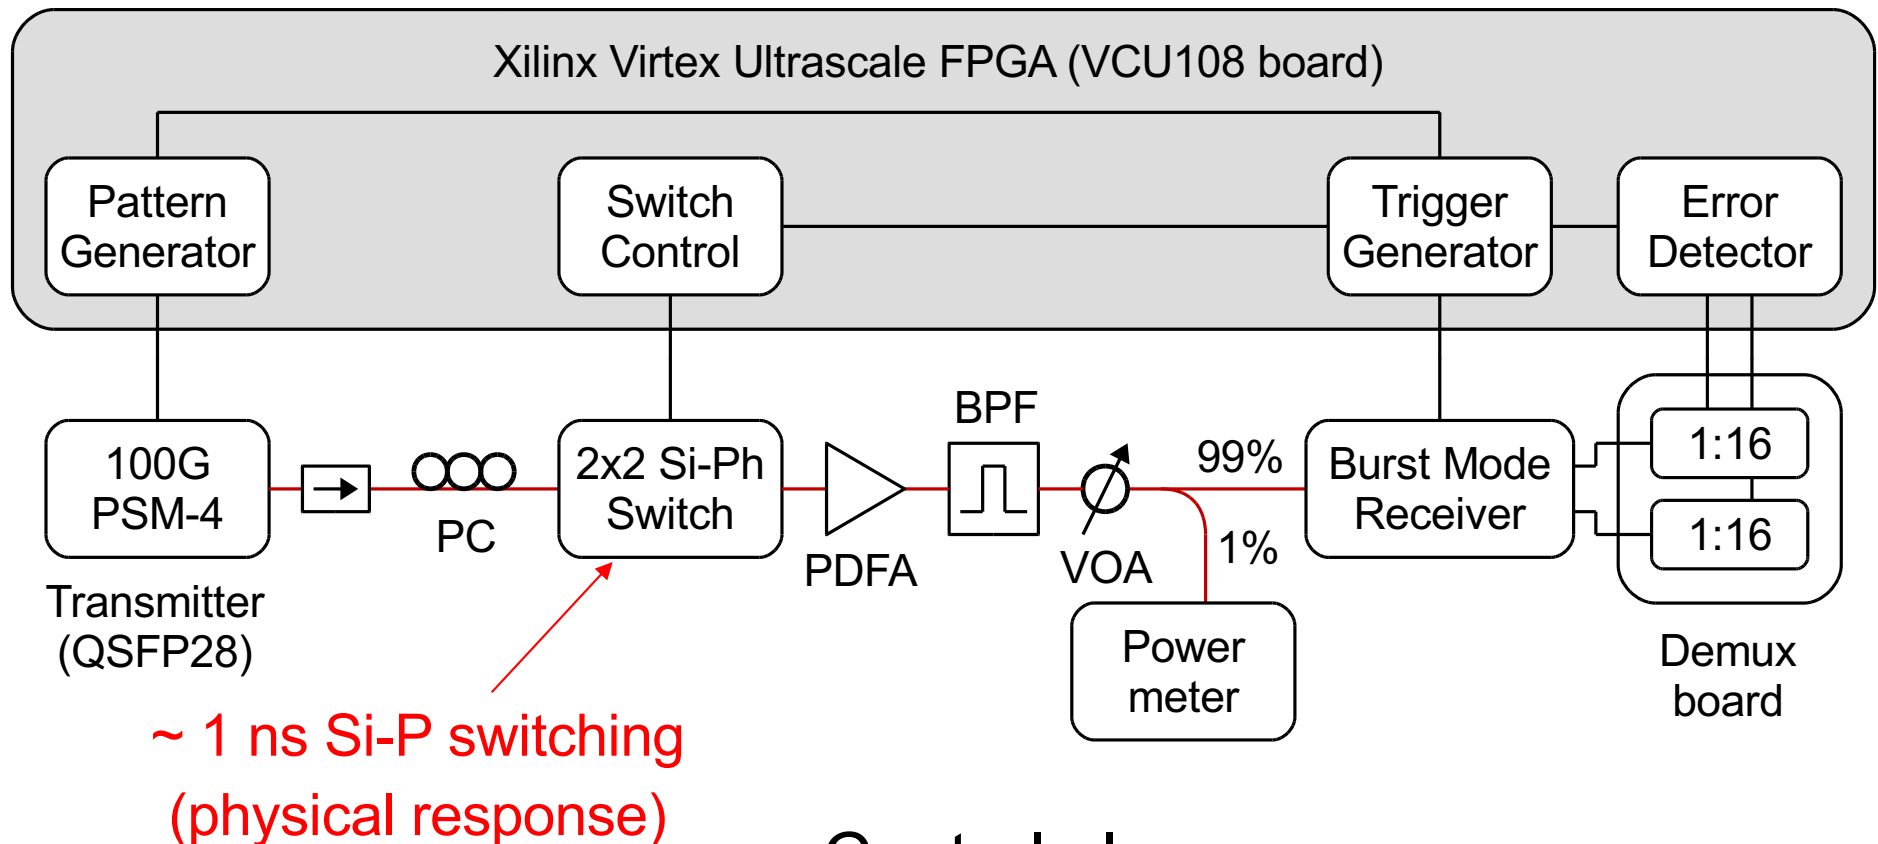 Xilinx Virtex Ultrascale FPGA (VCU108 board)
Pattern
Generator
Switch
Control
Trigger
Generator
Error
Detector
100G
PSM-4
Transmitter
(QSFP28)
PC
2x2 Si-Ph
Switch
PDFA
BPF
VOA
99%
1%
Power
meter
Burst Mode
Receiver
1:16
1:16
Demux
board
~ 1 ns Si-P switching
(physical response)